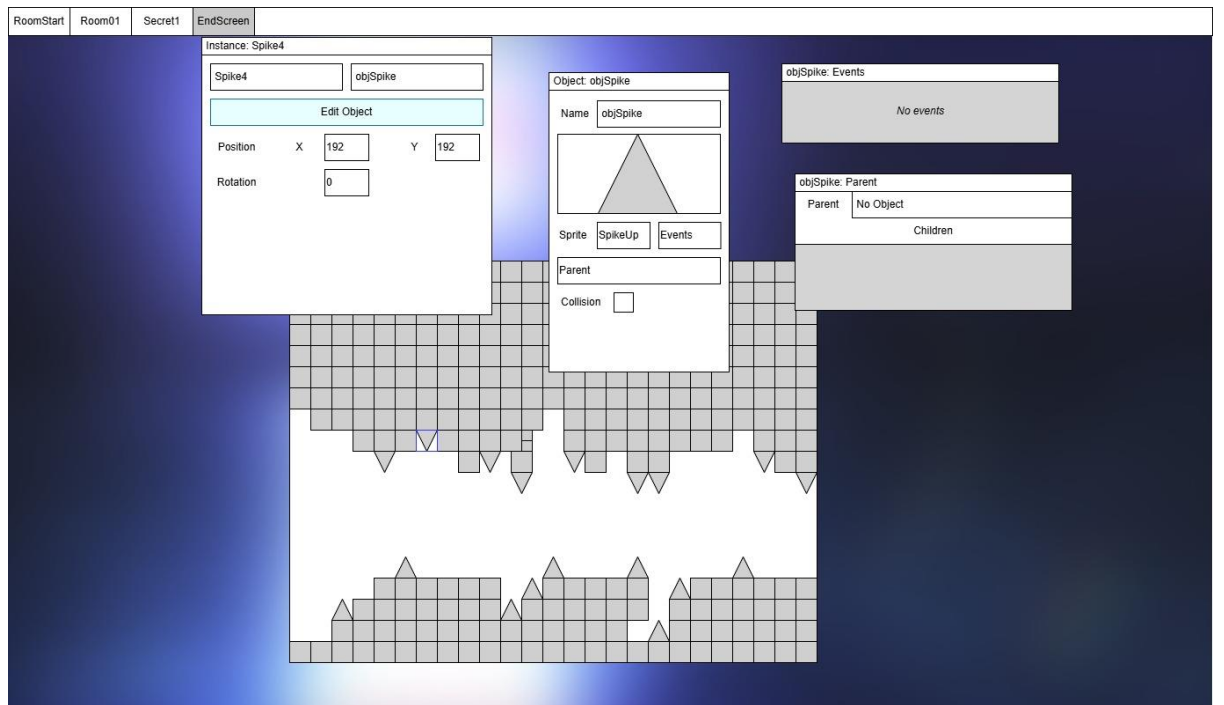 RoomStart Room01 Secret1 EndScreen
Instance: Spike4
Spike4 objSpike
Edit Object
Position X 192 Y 192
Rotation 0
Object: objSpike
Name objSpike
Sprite SpikeUp Events
Parent
Collision
objSpike: Events
No events
objSpike: Parent
Parent No Object
Children